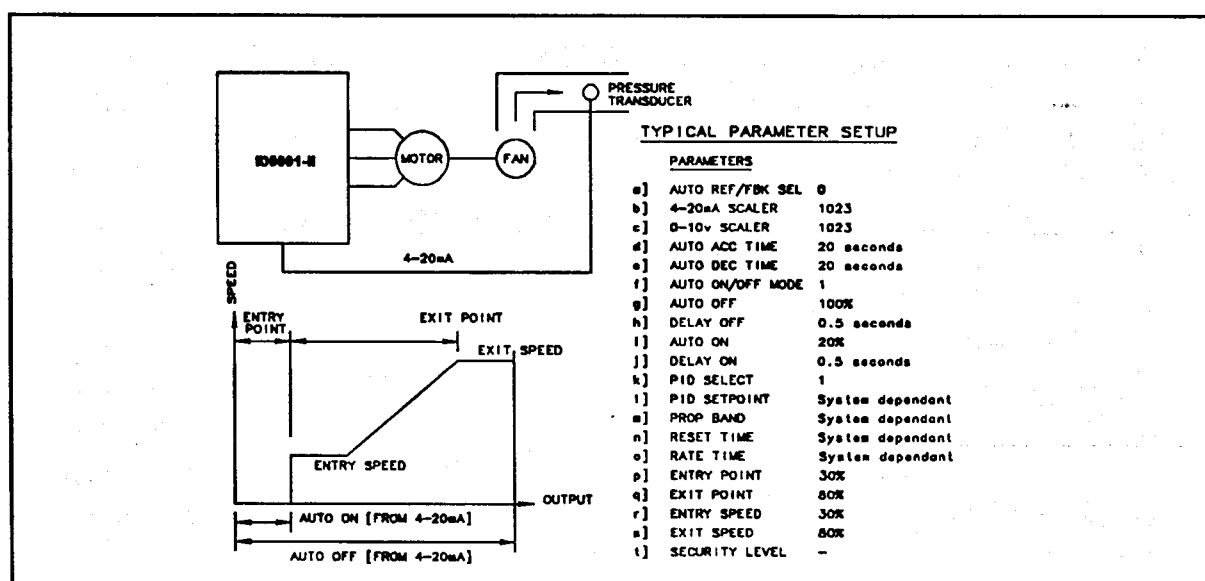 PRESSURE
TRANSDUCER
MOTOR
FAN
4-20mA
SPEED
ENTRY
POINT
EXIT POINT
EXIT SPEED
ENTRY SPEED
OUTPUT
AUTO ON [FROM 4-20mA]
AUTO OFF [FROM 4-20mA]
TYPICAL PARAMETER SETUP
PARAMETERS
a] AUTO REF/FBK SEL 0
b] 4-20mA SCALER 1023
c] 0-10v SCALER 1023
d] AUTO ACC TIME 20 seconds
e] AUTO DEC TIME 20 seconds
f] AUTO ON/OFF MODE 1
g] AUTO OFF 100%
h] DELAY OFF 0.5 seconds
i] AUTO ON 20%
j] DELAY ON 0.5 seconds
k] PID SELECT 1
l] PID SETPOINT System dependant
m] PROP BAND System dependant
n] RESET TIME System dependant
o] RATE TIME System dependant
p] ENTRY POINT 30%
q] EXIT POINT 80%
r] ENTRY SPEED 30%
s] EXIT SPEED 80%
t] SECURITY LEVEL –